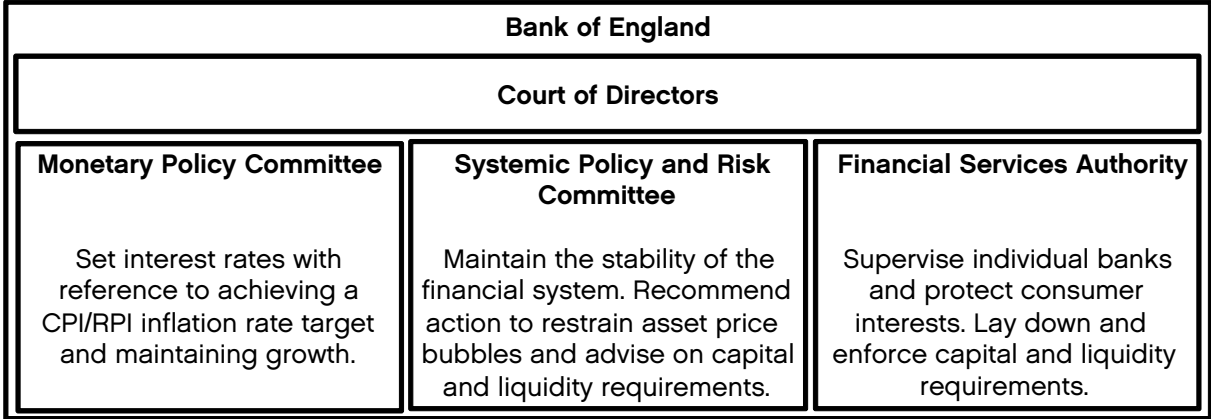 Bank of England
Court of Directors
Monetary Policy Committee
Set interest rates with
reference to achieving a
CPI/RPI inflation rate target
and maintaining growth.
Systemic Policy and Risk
Committee
Maintain the stability of the
financial system. Recommend
action to restrain asset price
bubbles and advise on capital
and liquidity requirements.
Financial Services Authority
Supervise individual banks
and protect consumer
interests. Lay down and
enforce capital and liquidity
requirements.